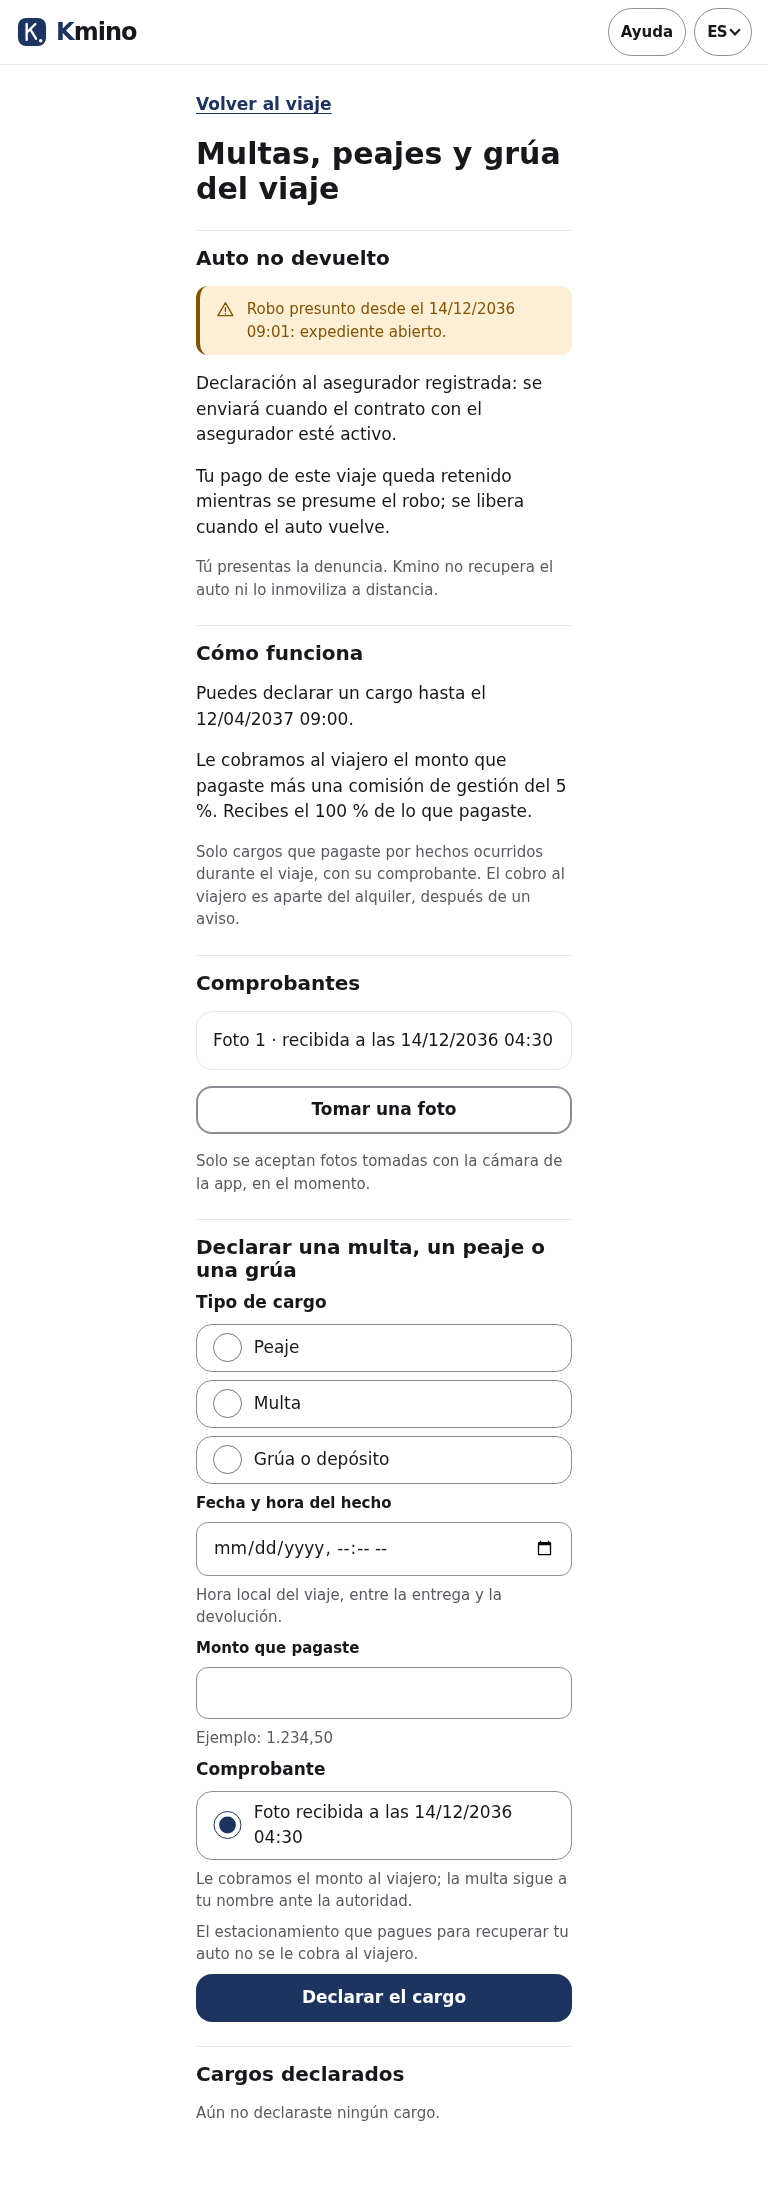 Kmino
Ayuda
ES
Volver al viaje
Multas, peajes y grúa
del viaje
Auto no devuelto
Robo presunto desde el 14/12/2036
09:01: expediente abierto.
Declaración al asegurador registrada: se
enviará cuando el contrato con el
asegurador esté activo.
Tu pago de este viaje queda retenido
mientras se presume el robo; se libera
cuando el auto vuelve.
Tú presentas la denuncia. Kmino no recupera el
auto ni lo inmoviliza a distancia.
Cómo funciona
Puedes declarar un cargo hasta el
12/04/2037 09:00.
Le cobramos al viajero el monto que
pagaste más una comisión de gestión del 5
%. Recibes el 100 % de lo que pagaste.
Solo cargos que pagaste por hechos ocurridos
durante el viaje, con su comprobante. El cobro al
viajero es aparte del alquiler, después de un
aviso.
Comprobantes
Foto 1 · recibida a las 14/12/2036 04:30
Tomar una foto
Solo se aceptan fotos tomadas con la cámara de
la app, en el momento.
Declarar una multa, un peaje o
una grúa
Tipo de cargo
Peaje
Multa
Grúa o depósito
Fecha y hora del hecho
mm/dd/yyyy, --:-- --
Hora local del viaje, entre la entrega y la
devolución.
Monto que pagaste
Ejemplo: 1.234,50
Comprobante
Foto recibida a las 14/12/2036
04:30
Le cobramos el monto al viajero; la multa sigue a
tu nombre ante la autoridad.
El estacionamiento que pagues para recuperar tu
auto no se le cobra al viajero.
Declarar el cargo
Cargos declarados
Aún no declaraste ningún cargo.